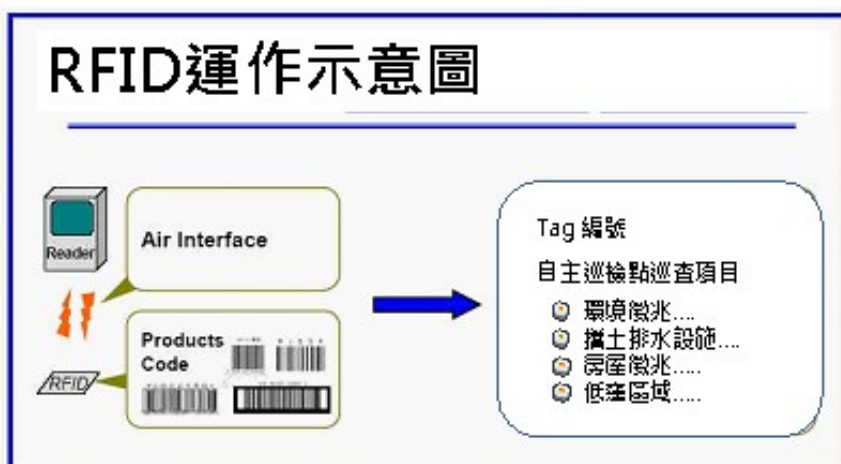 RFID運作示意圖
Reader
Air Interface
Products
Code
RFID
Tag 編號
自主巡檢點巡查項目
環境徵兆....
擋土排水設施....
房屋徵兆.....
低窪區域.....